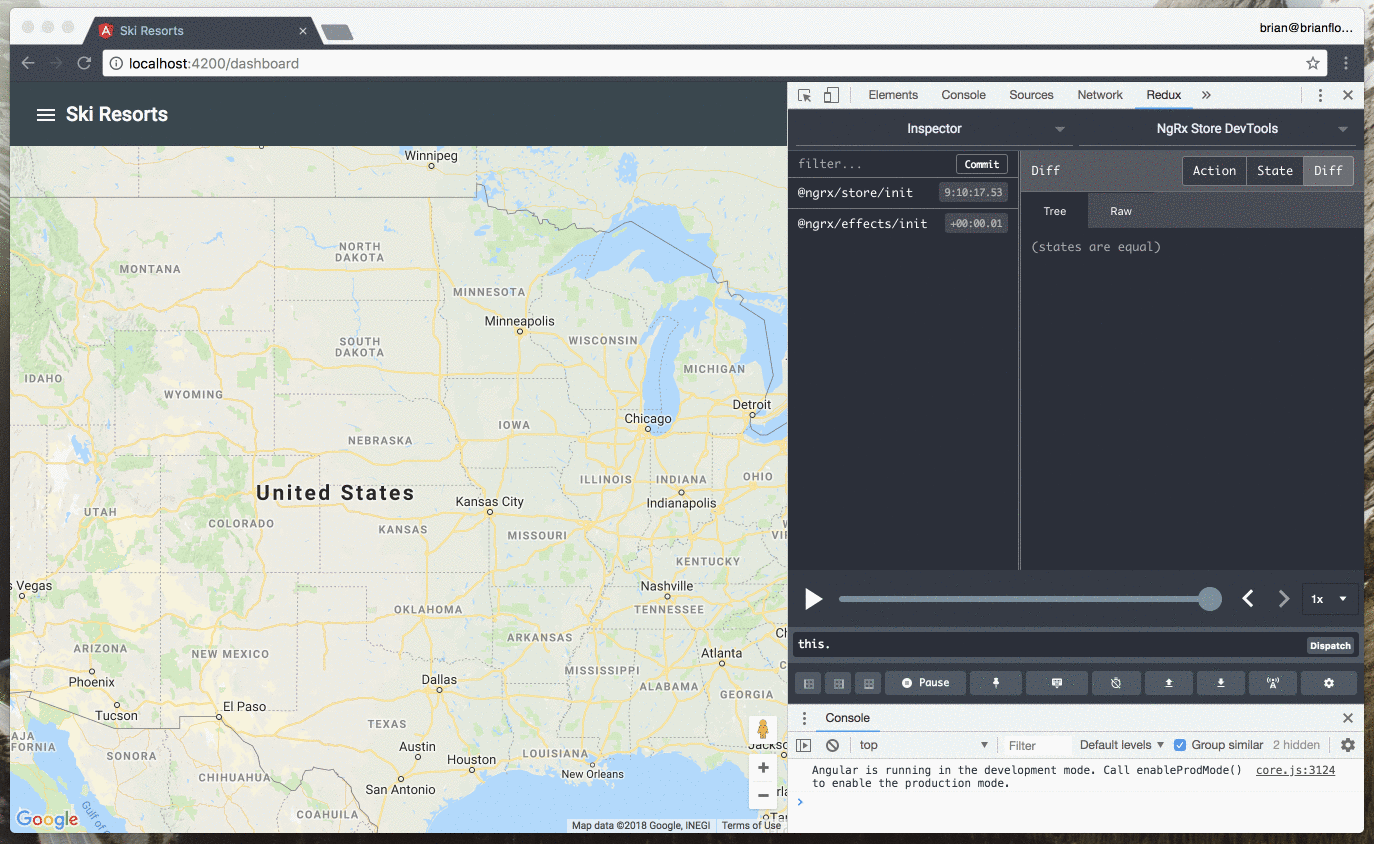 Ski Resorts
brian@brianflo...
localhost:4200/dashboard
Ski Resorts
Winnipeg
NORTH
DAKOTA
MONTANA
MINNESOTA
Minneapolis
SOUTH
DAKOTA
WISCONSIN
MICHIGAN
IDAHO
WYOMING
Detroit
Chicago
IOWA
NEBRASKA
ILLINOIS
INDIANA
OHIO
United States
Kansas City
Indianapolis
UTAH
COLORADO
KANSAS
MISSOURI
KENTUCKY
s Vegas
Nashville
OKLAHOMA
TENNESSEE
ARKANSAS
ARIZONA
NEW MEXICO
Atlanta
MISSISSIPPI
Phoenix
Dallas
ALABAMA
GEORGIA
Tucson
El Paso
TEXAS
AJA
FORNIA
SONORA
Austin
Houston
LOUISIANA
Jackso
New Orleans
CHIHUAHUA
San Antonio
COAHUILA
Gulf of
Google
Map data ©2018 Google, INEGI
Terms of Use
Elements
Console
Sources
Network
Redux
Inspector
NgRx Store DevTools
filter...
Commit
Diff
Action
State
Diff
@ngrx/store/init
9:10:17.53
Tree
Raw
@ngrx/effects/init
+00:00.01
(states are equal)
1x
this.
Dispatch
Pause
Console
top
Filter
Default levels
Group similar
2 hidden
Angular is running in the development mode. Call enableProdMode()
core.js:3124
to enable the production mode.